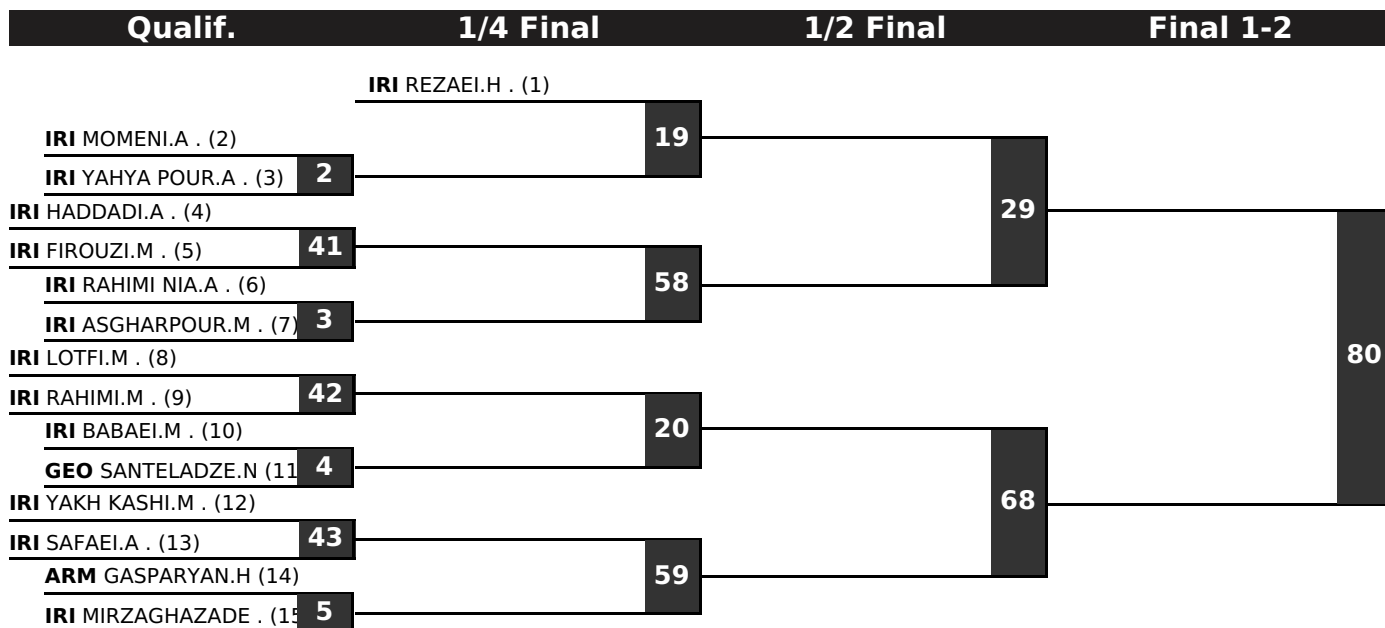 Qualif. 1/4 Final 1/2 Final Final 1-2
IRI REZAEI.H . (1)
19
IRI MOMENI.A . (2)
2
IRI YAHYA POUR.A . (3)
29
IRI HADDADI.A . (4)
41
IRI FIROUZI.M . (5)
58
IRI RAHIMI NIA.A . (6)
3
IRI ASGHARPOUR.M . (7)
80
IRI LOTFI.M . (8)
42
IRI RAHIMI.M . (9)
20
IRI BABAEI.M . (10)
4
GEO SANTELADZE.N (11
68
IRI YAKH KASHI.M . (12)
43
IRI SAFAEI.A . (13)
59
ARM GASPARYAN.H (14)
5
IRI MIRZAGHAZADE . (15